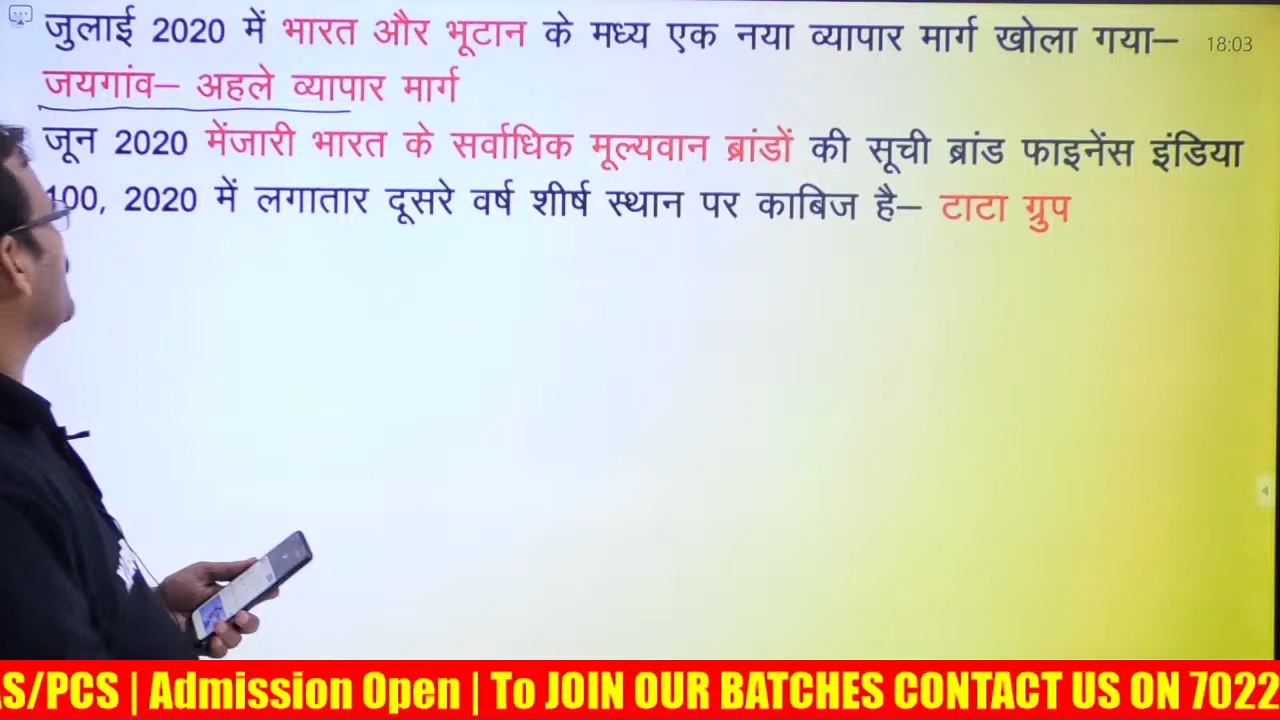 जुलाई 2020 में भारत और भूटान के मध्य एक नया व्यापार मार्ग खोला गया–
18:03
जयगांव– अहले व्यापार मार्ग
जून 2020 मेंजारी भारत के सर्वाधिक मूल्यवान ब्रांडों की सूची ब्रांड फाइनेंस इंडिया
100, 2020 में लगातार दूसरे वर्ष शीर्ष स्थान पर काबिज है– टाटा ग्रुप
S/PCS | Admission Open | To JOIN OUR BATCHES CONTACT US ON 7022